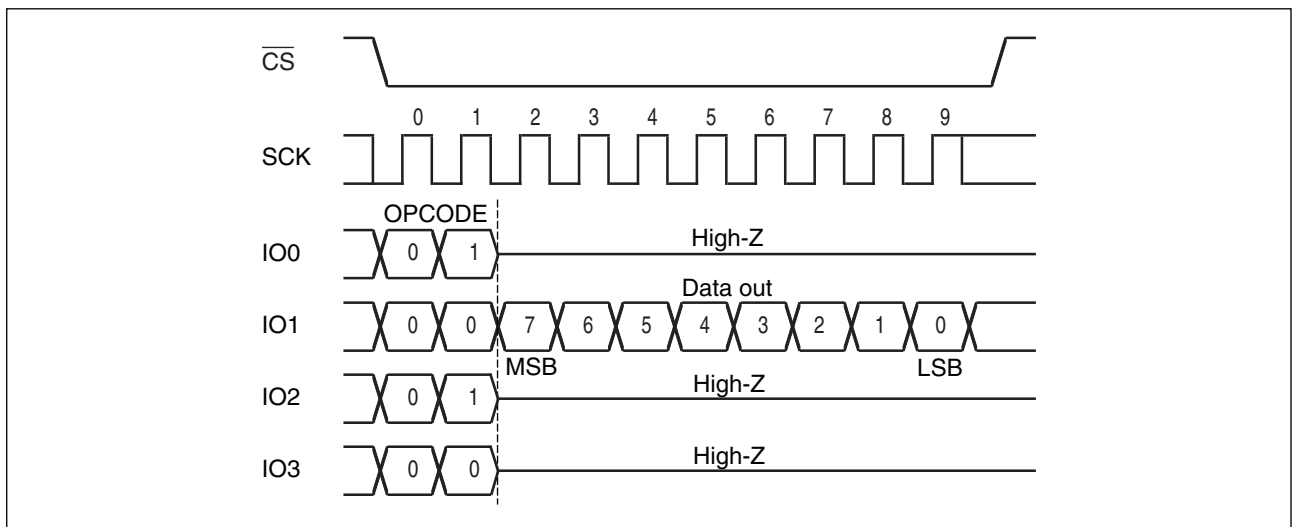 C̅S̅
0 1 2 3 4 5 6 7 8 9
SCK
OPCODE
IO0 0 1 High-Z
Data out
IO1 0 0 7 6 5 4 3 2 1 0
MSB LSB
IO2 0 1 High-Z
IO3 0 0 High-Z